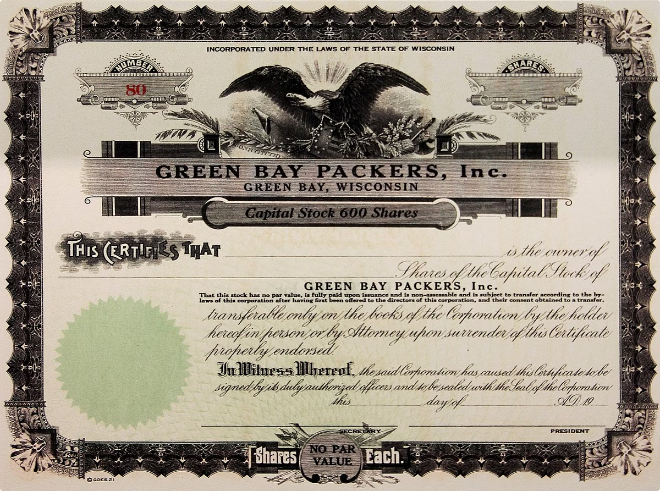 INCORPORATED UNDER THE LAWS OF THE STATE OF WISCONSIN
NUMBER
80
SHARES
GREEN BAY PACKERS, Inc.
GREEN BAY, WISCONSIN
Capital Stock 600 Shares
THIS CERTIFIES THAT
is the owner of
Shares of the Capital Stock of
GREEN BAY PACKERS, Inc.
That this stock has no par value, is fully paid upon issuance and is non-assessable and is subject to transfer according to the by-
laws of this corporation after having first been offered to the directors of this corporation, and their consent obtained to a transfer,
transferable only on the books of the Corporation by the holder
hereof in person or by Attorney upon surrender of this Certificate
properly endorsed.
In Witness Whereof, the said Corporation has caused this Certificate to be
signed by its duly authorized officers and to be sealed with the Seal of the Corporation
this day of A.D. 19
SECRETARY
PRESIDENT
Shares NO PAR VALUE Each.
© GOES 21